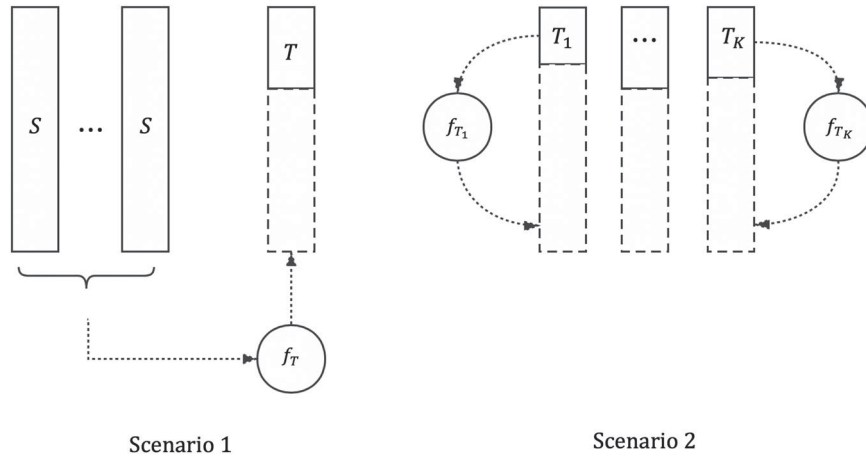 S
...
S
T
f_T
Scenario 1
T_1
...
T_K
f_{T_1}
f_{T_K}
Scenario 2